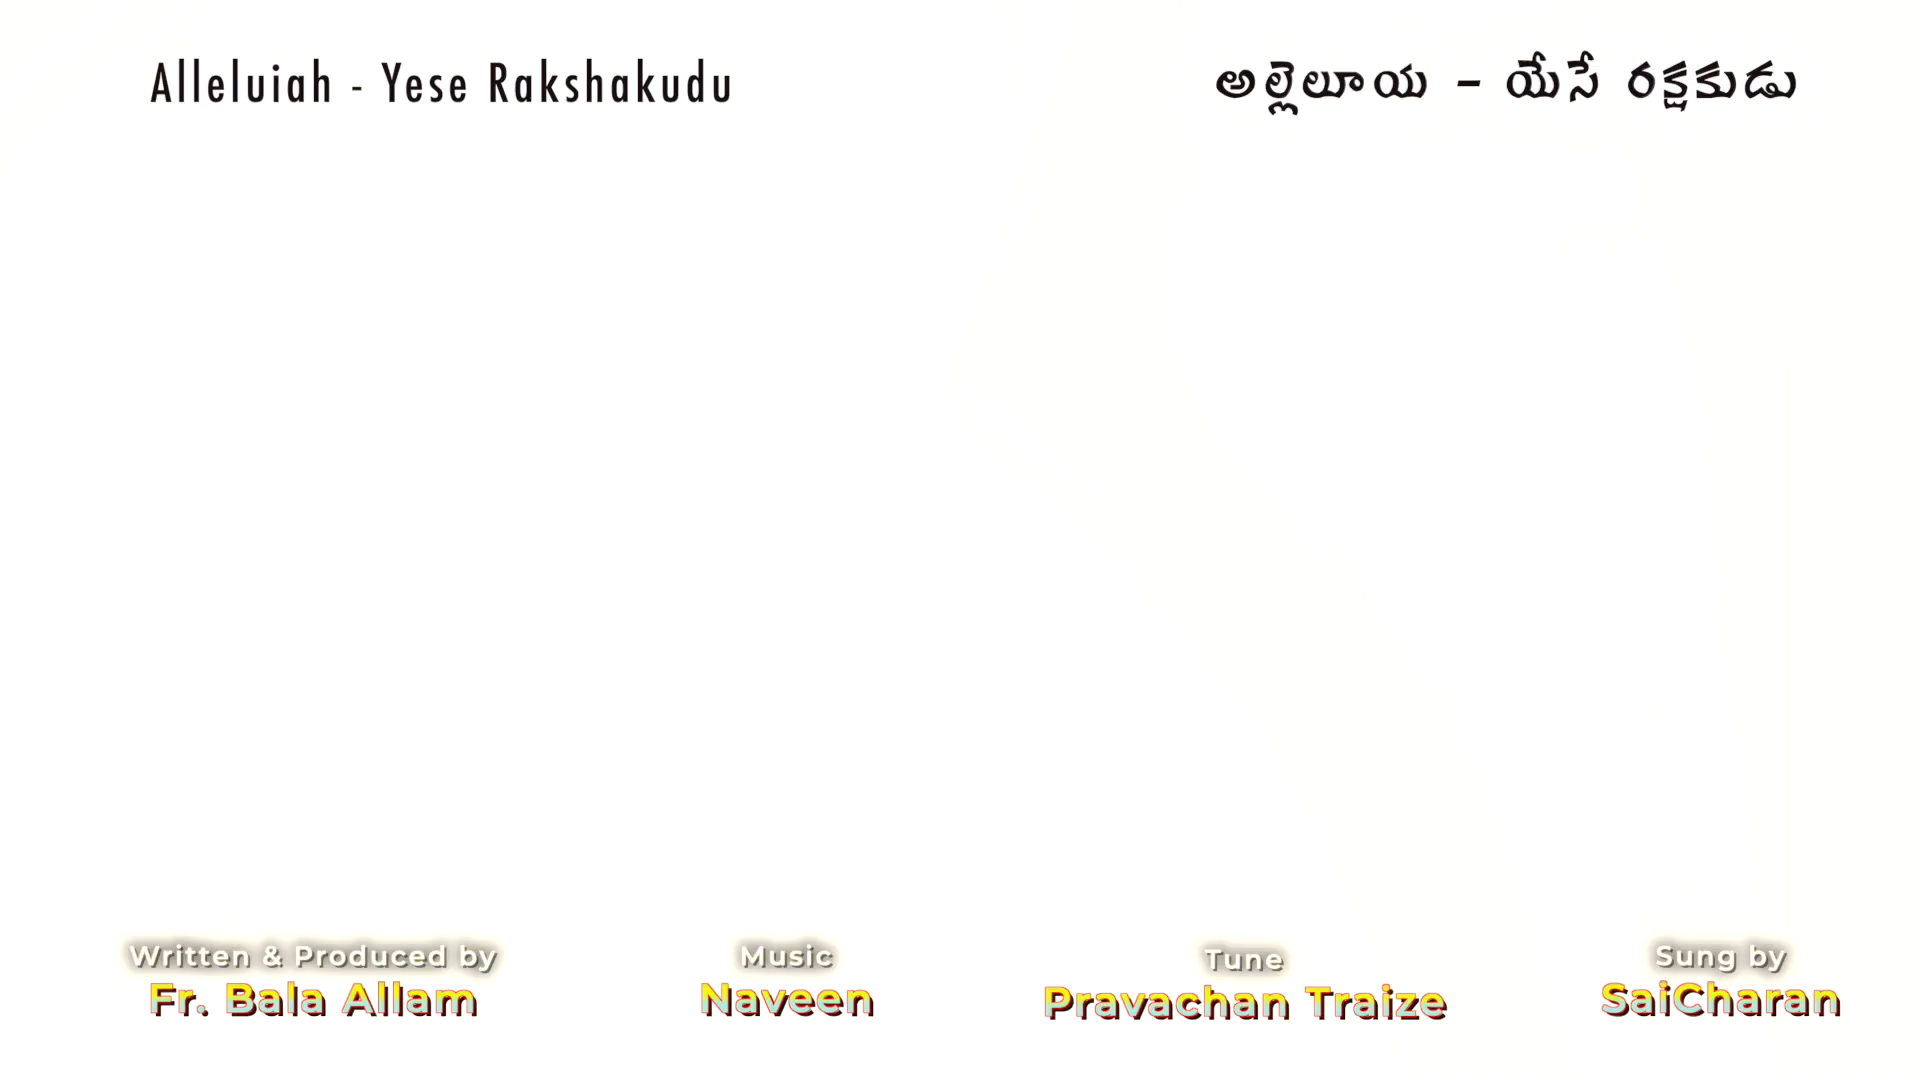 Alleluiah - Yese Rakshakudu
అల్లెలూయ - యేసే రక్షకుడు
Written & Produced by
Fr. Bala Allam
Music
Naveen
Tune
Pravachan Traize
Sung by
SaiCharan